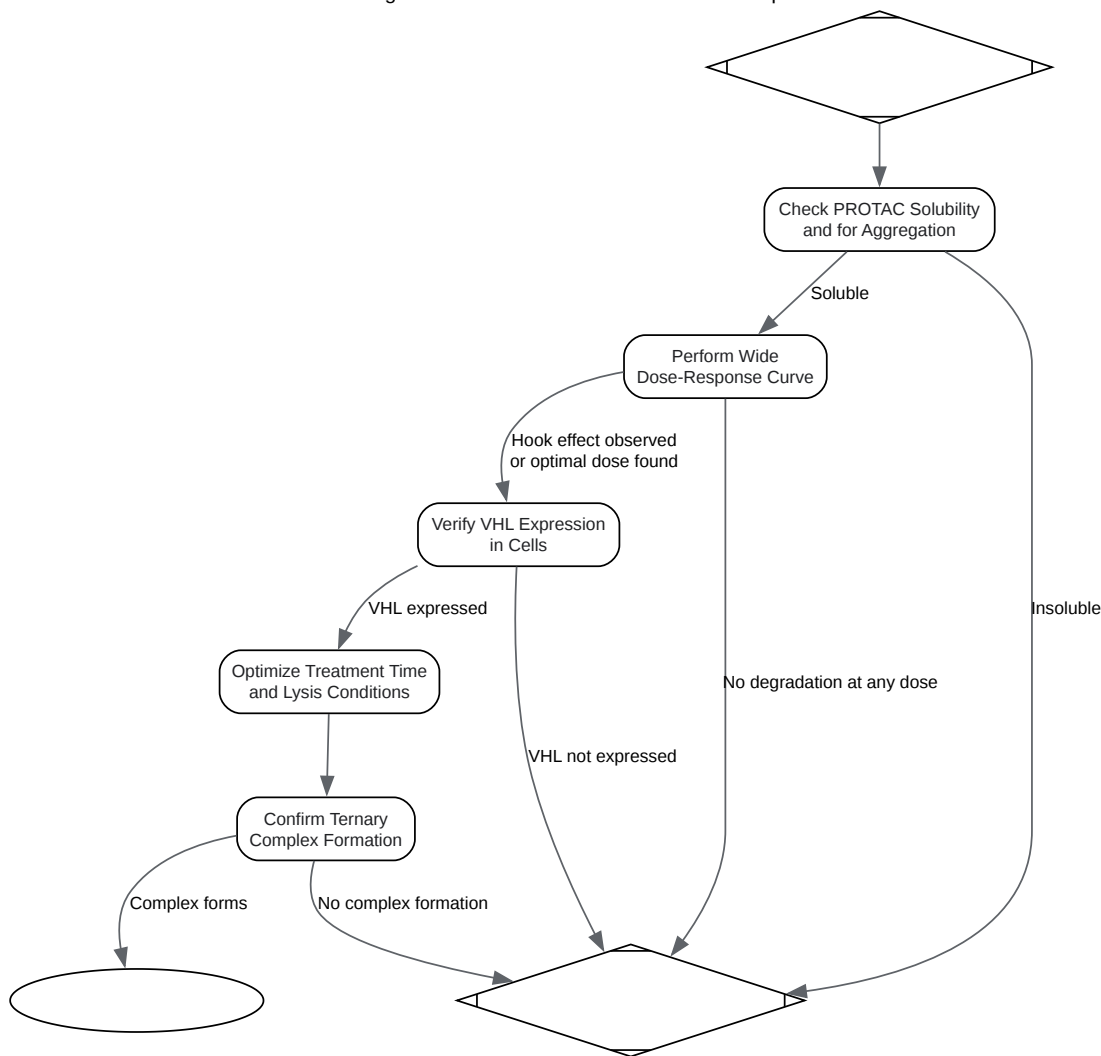 Check PROTAC Solubility
and for Aggregation
Soluble
Perform Wide
Dose-Response Curve
Hook effect observed
or optimal dose found
Verify VHL Expression
in Cells
VHL expressed
Insoluble
Optimize Treatment Time
and Lysis Conditions
No degradation at any dose
VHL not expressed
Confirm Ternary
Complex Formation
Complex forms
No complex formation